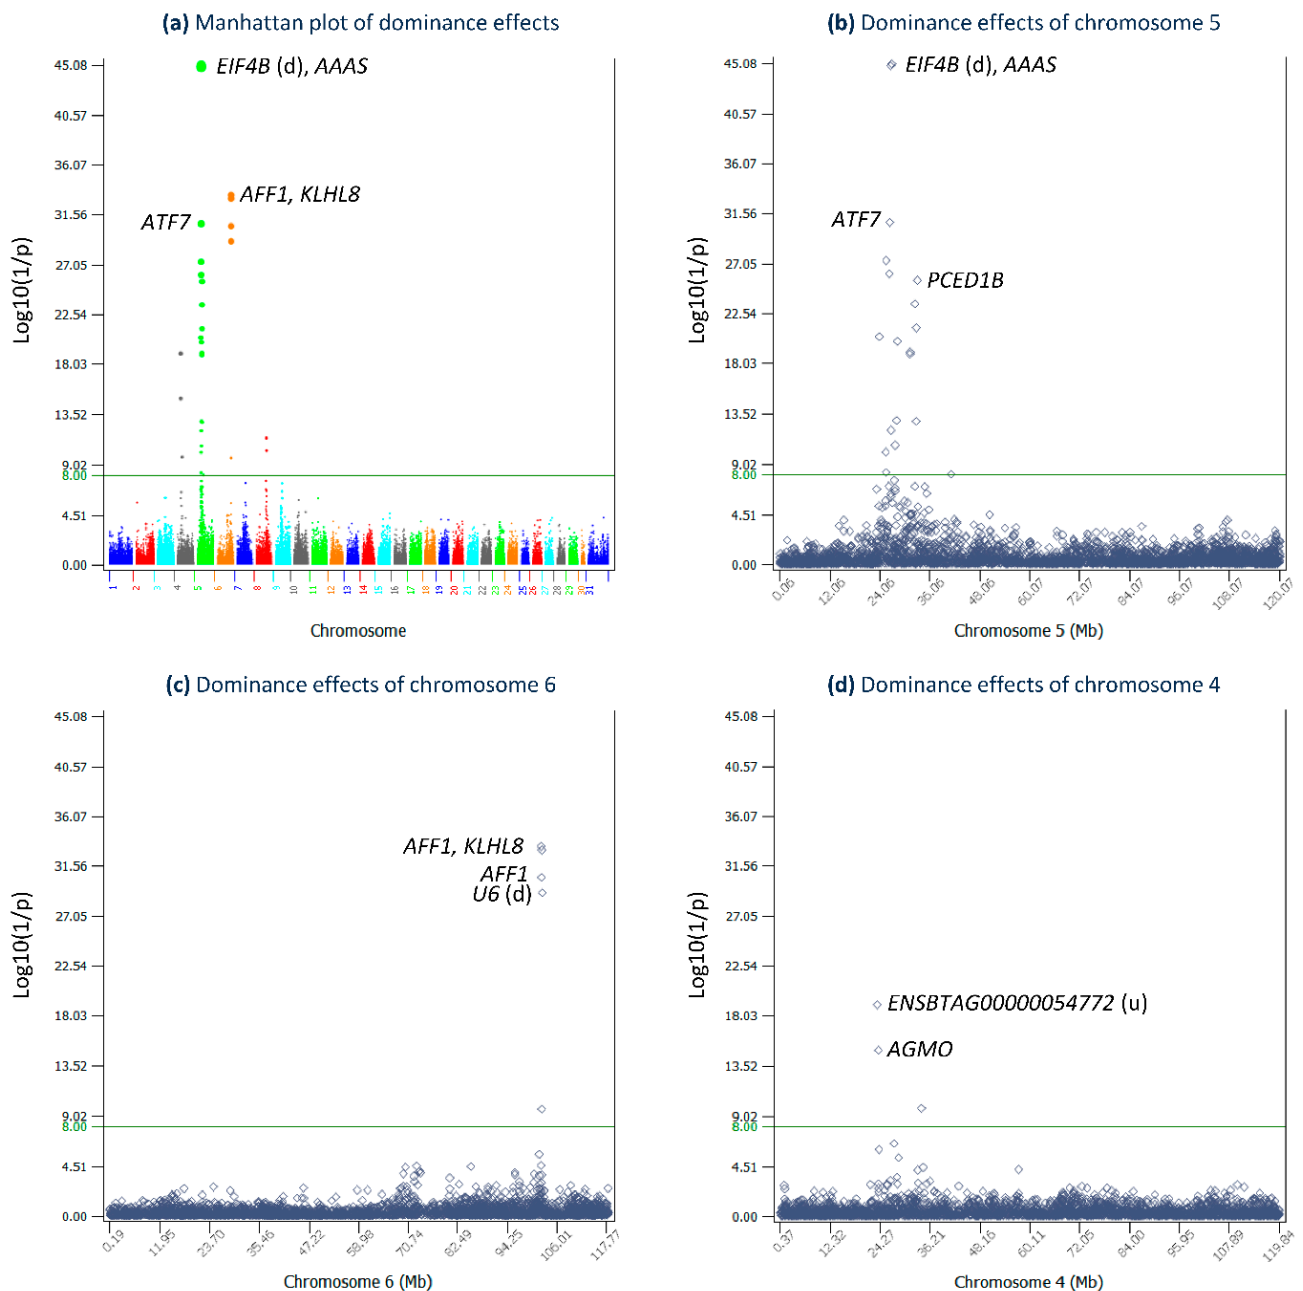 (a) Manhattan plot of dominance effects
45.08
40.57
36.07
31.56
27.05
22.54
18.03
13.52
9.02
8.00
4.51
0.00
Log10(1/p)
EIF4B (d), AAAS
AFF1, KLHL8
ATF7
1 2 3 4 5 6 7 8 9 10 11 12 13 14 15 16 17 18 19 20 21 22 23 24 25 26 27 28 29 30 31
Chromosome
(b) Dominance effects of chromosome 5
45.08
40.57
36.07
31.56
27.05
22.54
18.03
13.52
9.02
8.00
4.51
0.00
Log10(1/p)
EIF4B (d), AAAS
ATF7
PCED1B
0.06 12.06 24.06 36.06 48.06 60.07 72.07 84.07 96.07 108.07 120.07
Chromosome 5 (Mb)
(c) Dominance effects of chromosome 6
45.08
40.57
36.07
31.56
27.05
22.54
18.03
13.52
9.02
8.00
4.51
0.00
Log10(1/p)
AFF1, KLHL8
AFF1
U6 (d)
0.19 11.95 23.70 35.46 47.22 58.98 70.74 82.49 94.25 106.01 117.77
Chromosome 6 (Mb)
(d) Dominance effects of chromosome 4
45.08
40.57
36.07
31.56
27.05
22.54
18.03
13.52
9.02
8.00
4.51
0.00
Log10(1/p)
ENSBTAG00000054772 (u)
AGMO
0.37 12.32 24.27 36.21 48.16 60.11 72.05 84.00 95.95 107.89 119.84
Chromosome 4 (Mb)